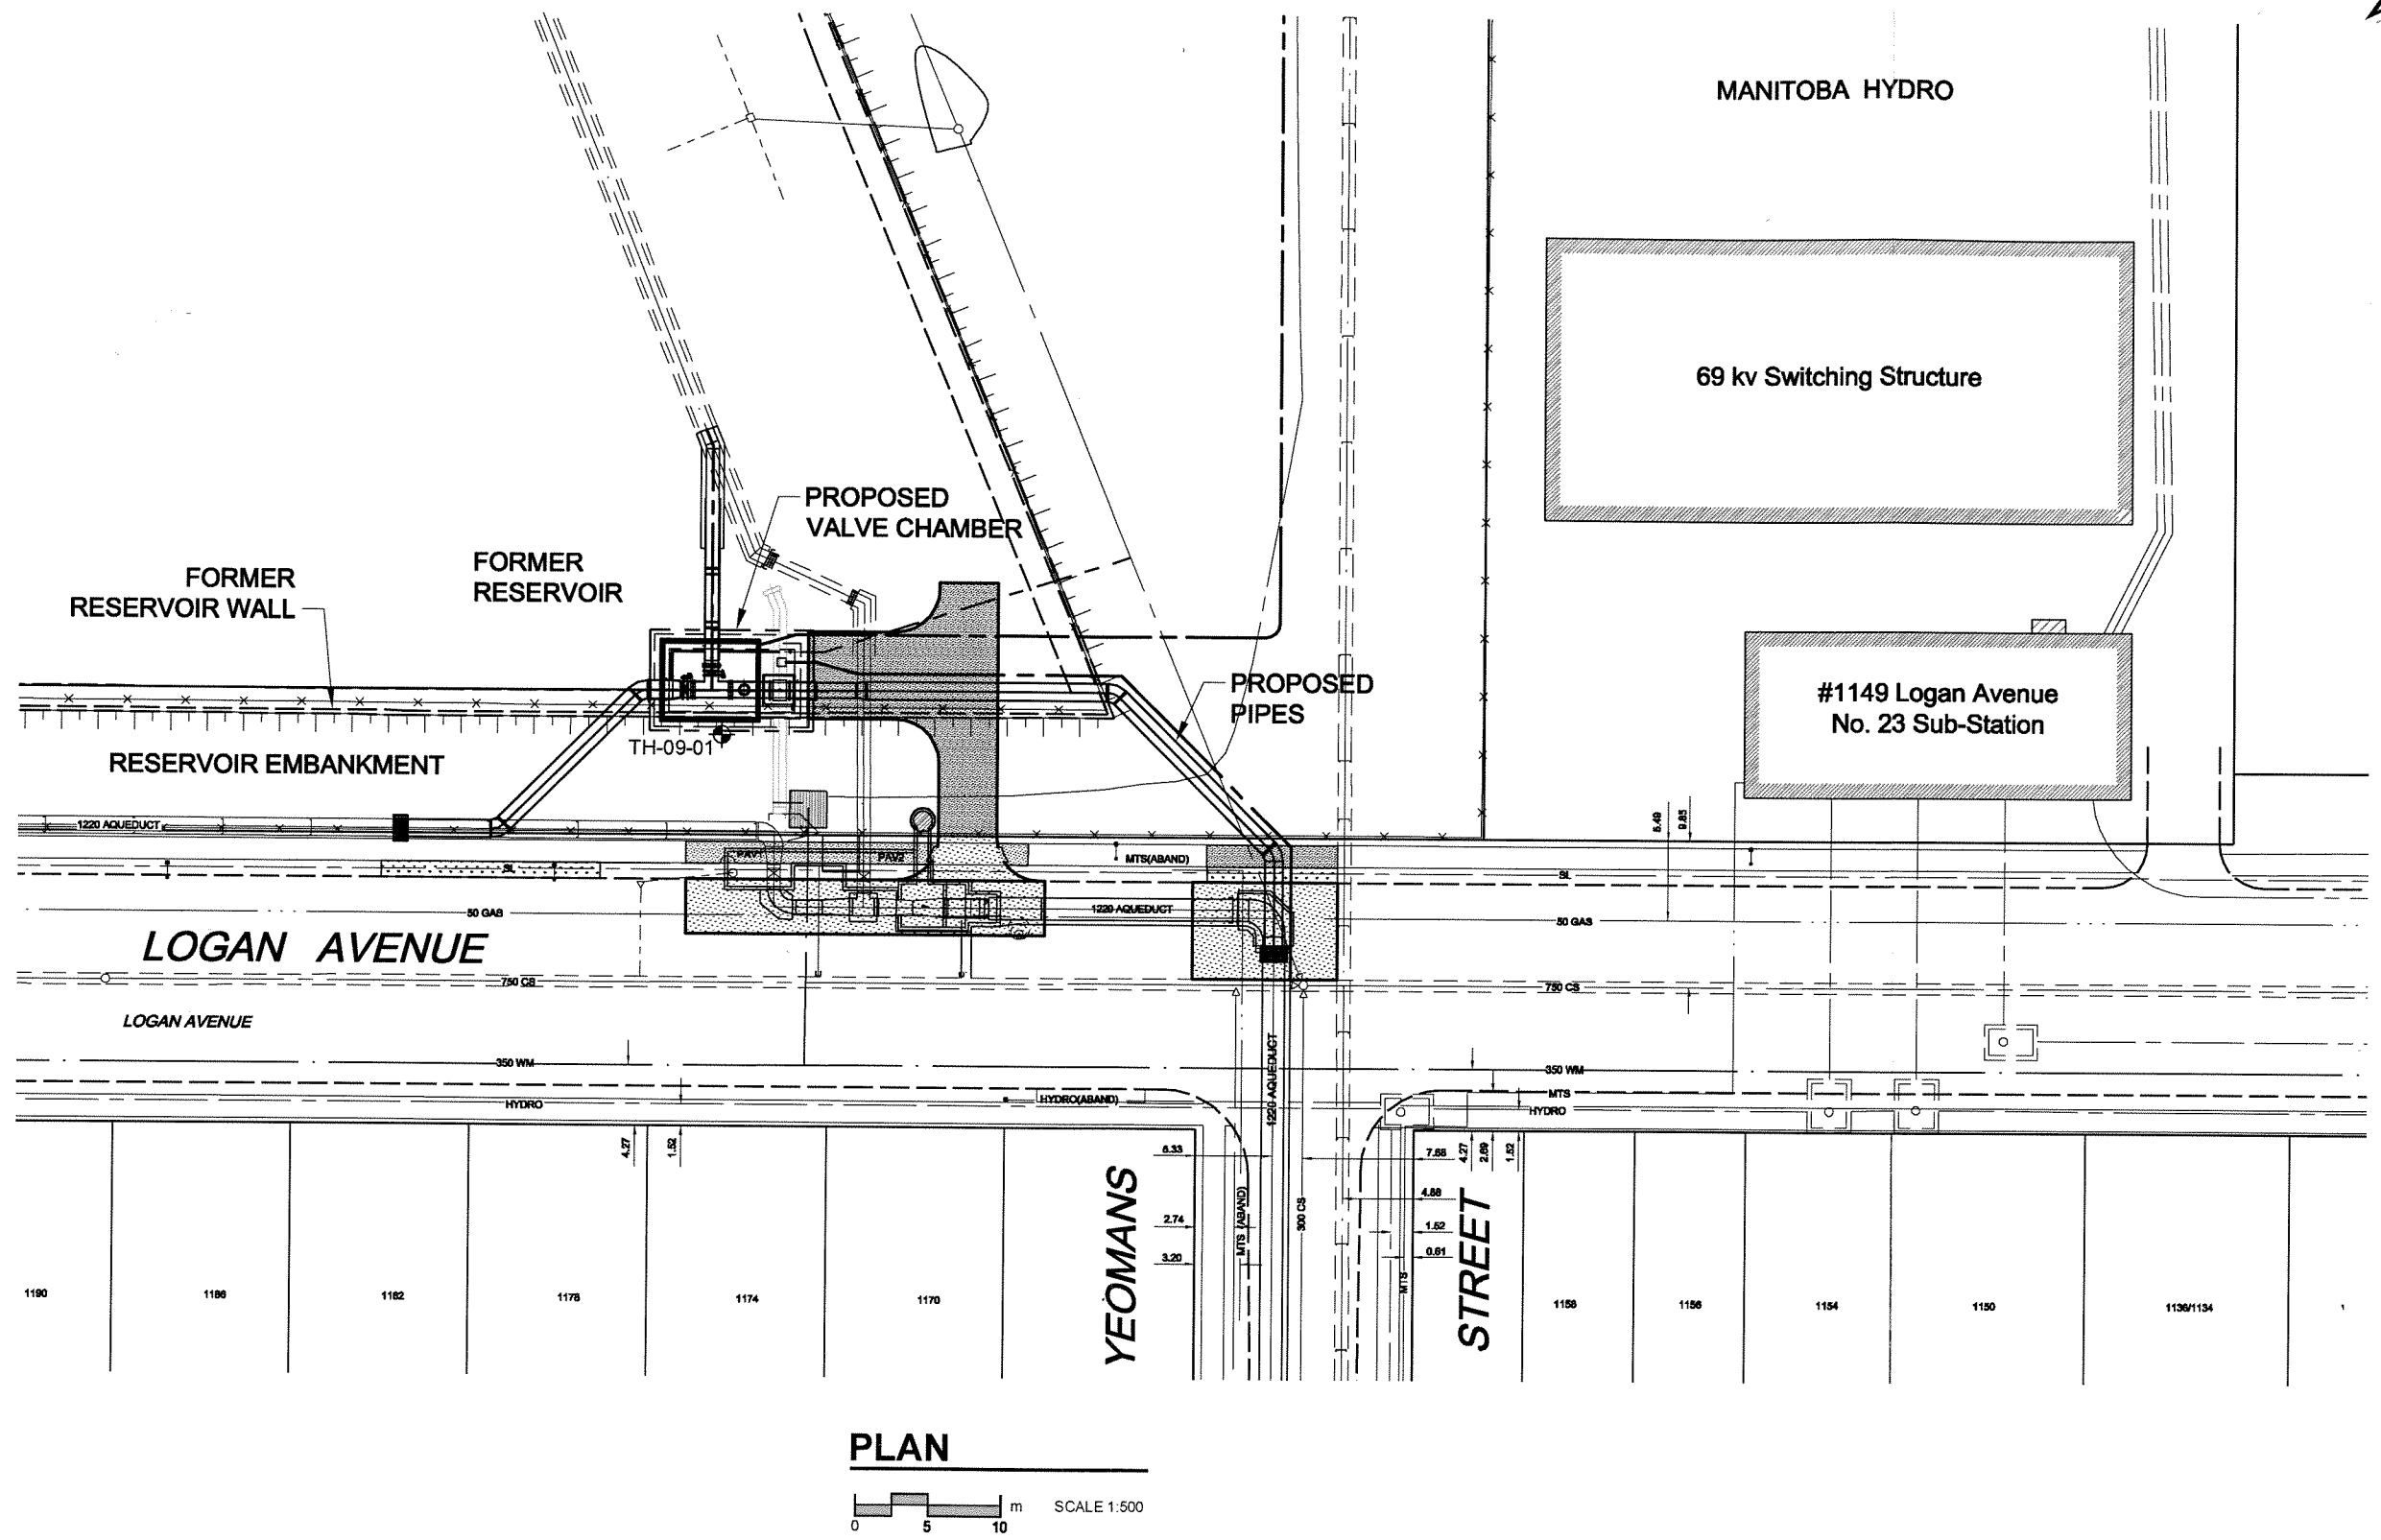 MANITOBA HYDRO
69 kv Switching Structure
PROPOSED
VALVE CHAMBER
FORMER
RESERVOIR
FORMER
RESERVOIR WALL
PROPOSED
PIPES
#1149 Logan Avenue
No. 23 Sub-Station
TH-09-01
RESERVOIR EMBANKMENT
1220 AQUEDUCT
5.49
9.85
PAV1
PAV2
MTS(ABAND)
SL
SL
50 GAS
1220 AQUEDUCT
50 GAS
LOGAN AVENUE
750 CS
750 CS
LOGAN AVENUE
350 WM
350 WM
1220 AQUEDUCT
HYDRO
HYDRO(ABAND)
MTS
HYDRO
4.27
1.52
5.33
7.68
4.27
2.69
1.52
YEOMANS
STREET
4.88
2.74
1.52
3.20
0.61
MTS (ABAND)
300 CS
MTS
1190
1186
1182
1178
1174
1170
1158
1156
1154
1150
1136/1134
PLAN
m SCALE 1:500
0 5 10